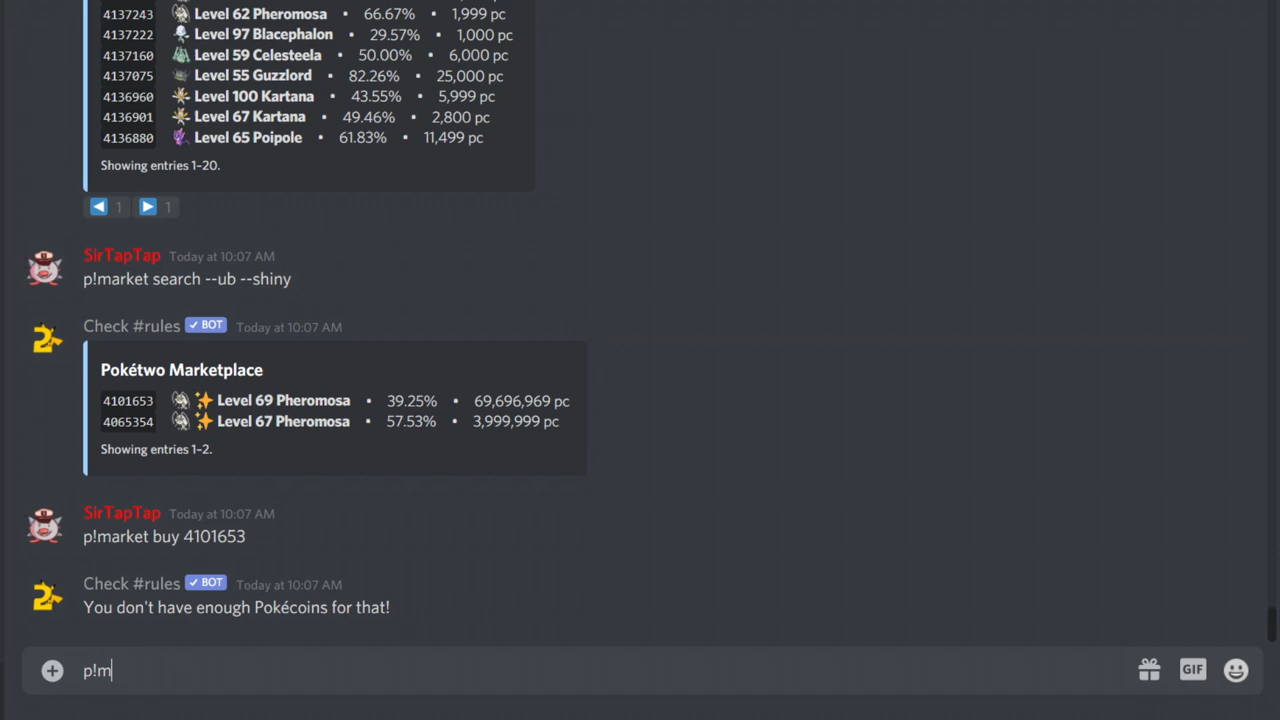 4137243 Level 62 Pheromosa • 66.67% • 1,999 pc
4137222 Level 97 Blacephalon • 29.57% • 1,000 pc
4137160 Level 59 Celesteela • 50.00% • 6,000 pc
4137075 Level 55 Guzzlord • 82.26% • 25,000 pc
4136960 Level 100 Kartana • 43.55% • 5,999 pc
4136901 Level 67 Kartana • 49.46% • 2,800 pc
4136880 Level 65 Poipole • 61.83% • 11,499 pc
Showing entries 1–20.
1 1
SirTapTap Today at 10:07 AM
p!market search --ub --shiny
Check #rules ✓ BOT Today at 10:07 AM
Pokétwo Marketplace
4101653 ✨ Level 69 Pheromosa • 39.25% • 69,696,969 pc
4065354 ✨ Level 67 Pheromosa • 57.53% • 3,999,999 pc
Showing entries 1–2.
SirTapTap Today at 10:07 AM
p!market buy 4101653
Check #rules ✓ BOT Today at 10:07 AM
You don't have enough Pokécoins for that!
p!m
GIF